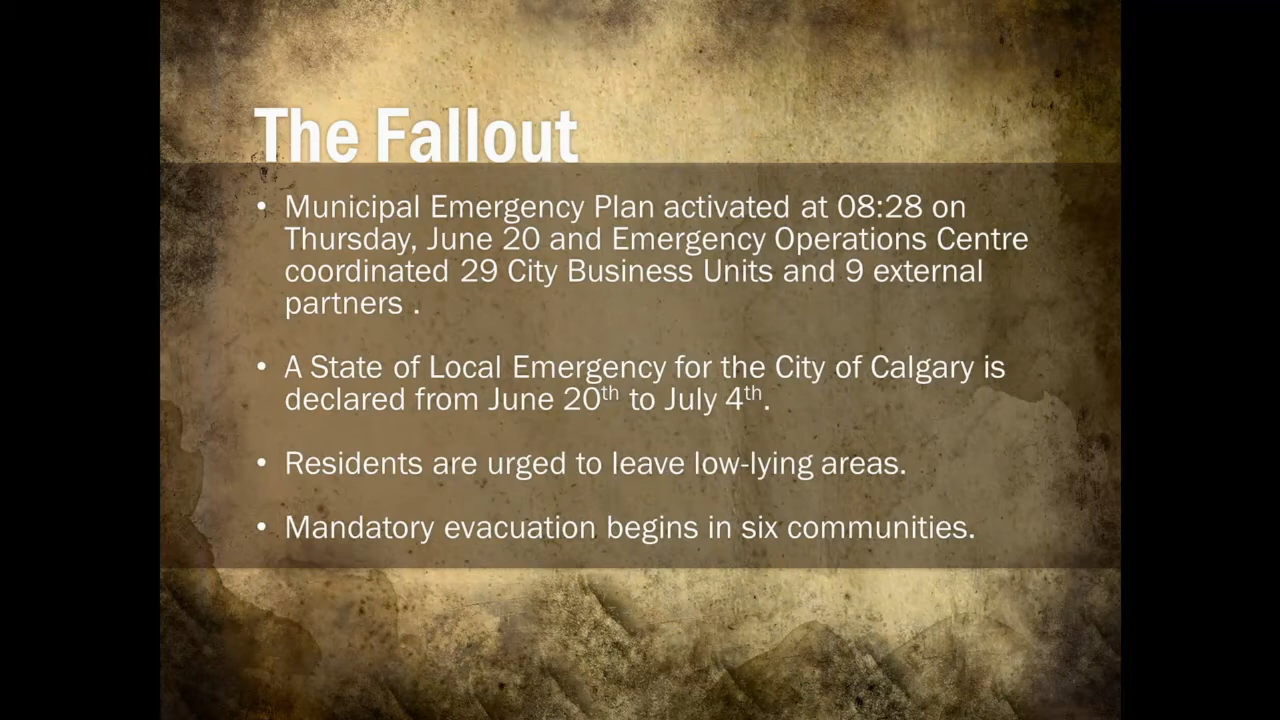 The Fallout
• Municipal Emergency Plan activated at 08:28 on
Thursday, June 20 and Emergency Operations Centre
coordinated 29 City Business Units and 9 external
partners .
• A State of Local Emergency for the City of Calgary is
declared from June 20th to July 4th.
• Residents are urged to leave low-lying areas.
• Mandatory evacuation begins in six communities.